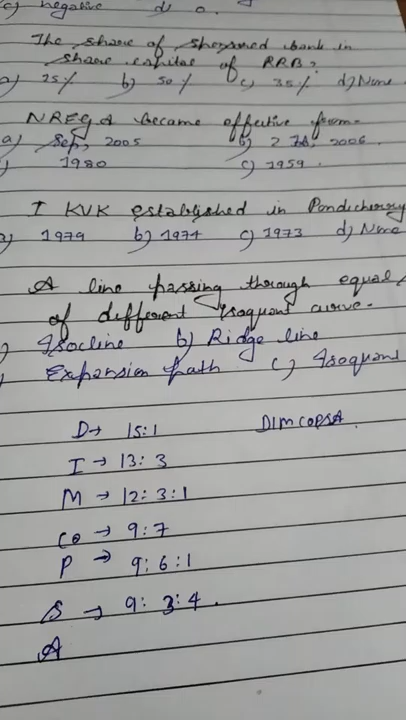 c) negative d) 0.
The share of sponsored bank in
share capital of RRB?
a) 25% b) 50% c) 35% d) None
NREGA became effective from-
a) Sep, 2005 b) 2 Feb, 2006
1980 c) 1959.
I KVK established in Pondicherry
a) 1979 b) 1974 c) 1973 d) None
A line passing through equal
of different Isoquant curve-
Isocline b) Ridge line
Expansion path c) Isoquant
D→ 15:1 DIMCOPSA
I → 13:3
M → 12:3:1
CO → 9:7
P → 9:6:1
S → 9:3:4.
A